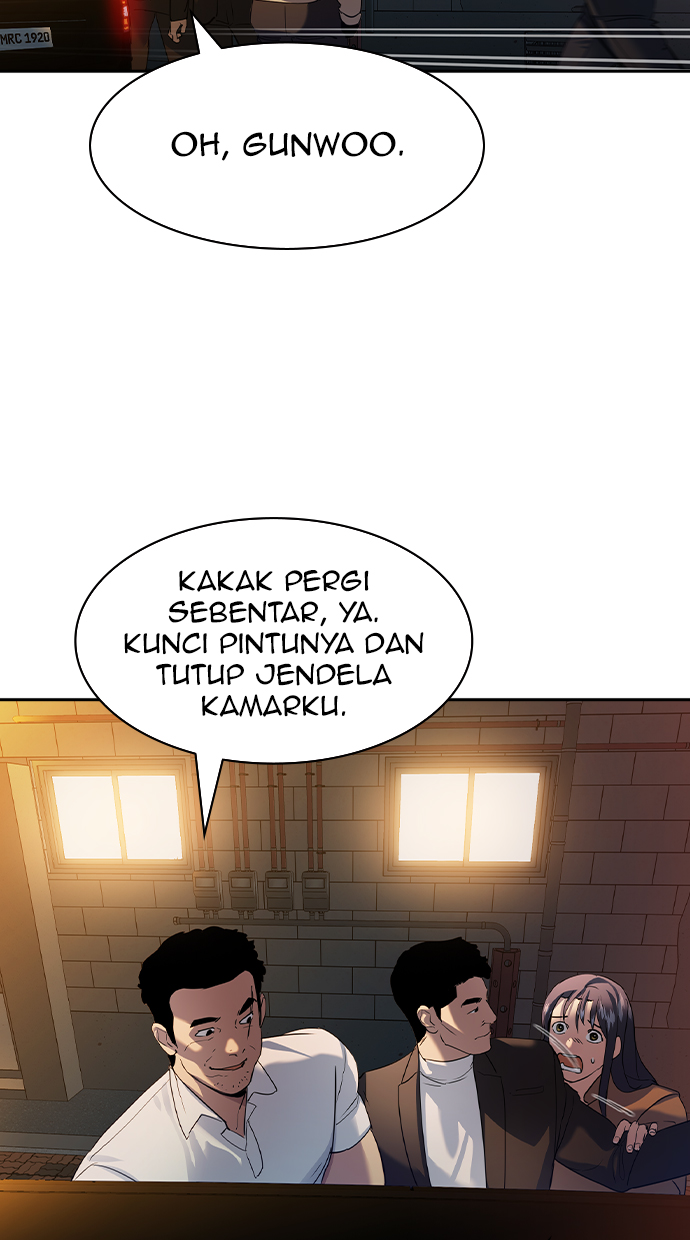 MRC 1920
OH, GUNWOO.
KAKAK PERGI
SEBENTAR, YA.
KUNCI PINTUNYA DAN
TUTUP JENDELA
KAMARKU.